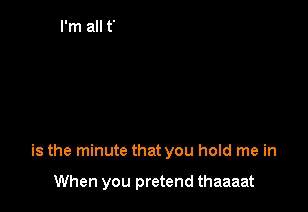 I'm all t
is the minute that you hold me in
When you pretend thaaaat